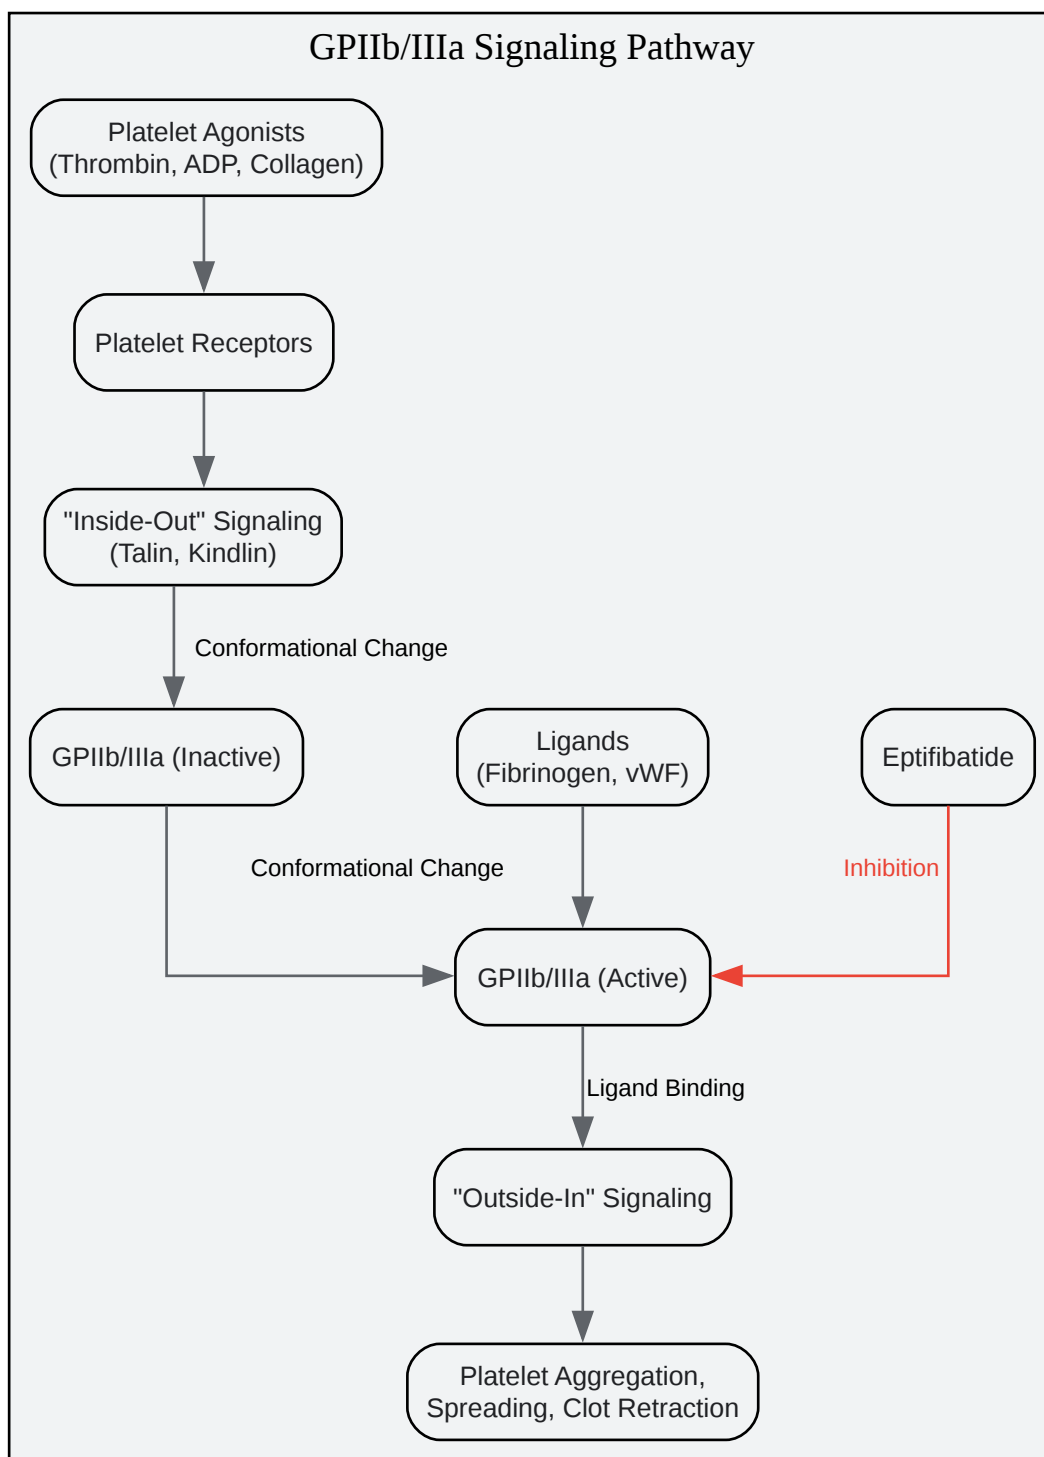 GPIIb/IIIa Signaling Pathway
Platelet Agonists
(Thrombin, ADP, Collagen)
Platelet Receptors
"Inside-Out" Signaling
(Talin, Kindlin)
Conformational Change
GPIIb/IIIa (Inactive)
Ligands
(Fibrinogen, vWF)
Eptifibatide
Conformational Change
Inhibition
GPIIb/IIIa (Active)
Ligand Binding
"Outside-In" Signaling
Platelet Aggregation,
Spreading, Clot Retraction